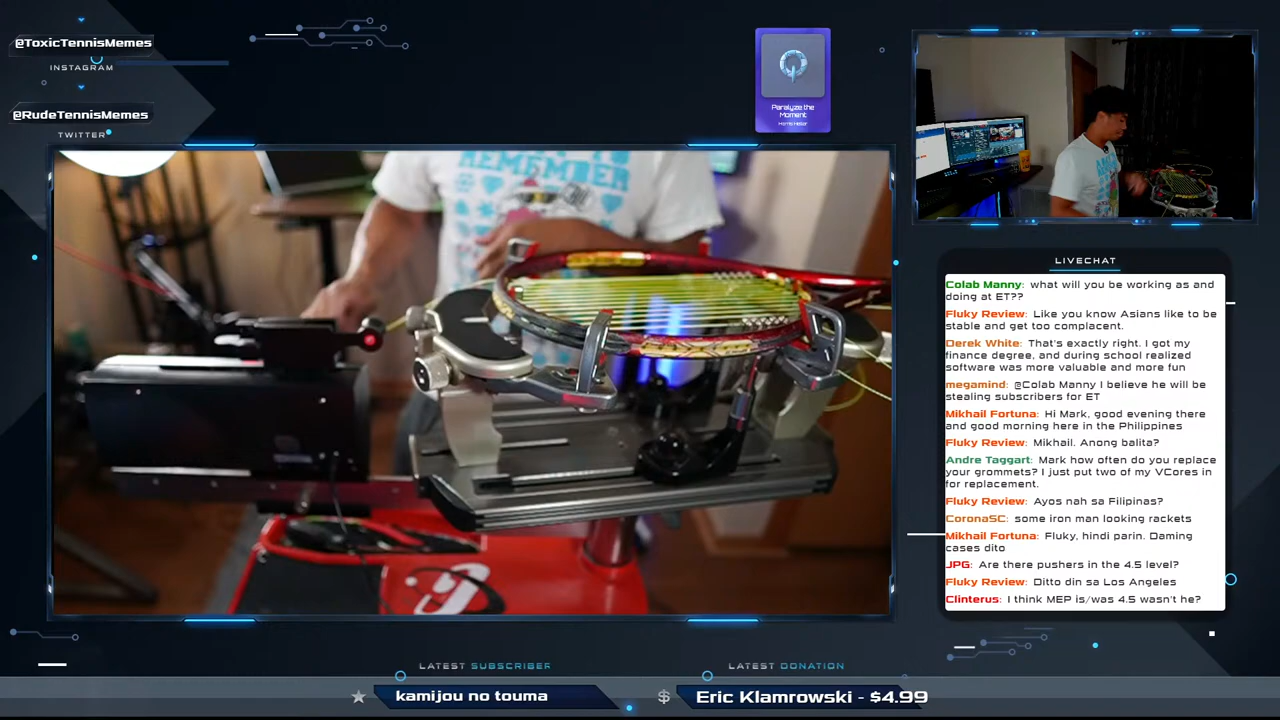 @ToxicTennisMemes
INSTAGRAM
@RudeTennisMemes
TWITTER
Paralyze the
Moment
REMEMBER
LIVECHAT
Colab Manny: what will you be working as and
doing at ET??
Fluky Review: Like you know Asians like to be
stable and get too complacent.
Derek White: That's exactly right. I got my
finance degree, and during school realized
software was more valuable and more fun
megamind: @Colab Manny I believe he will be
stealing subscribers for ET
Mikhail Fortuna: Hi Mark, good evening there
and good morning here in the Philippines
Fluky Review: Mikhail. Anong balita?
Andre Taggart: Mark how often do you replace
your grommets? I just put two of my VCores in
for replacement.
Fluky Review: Ayos nah sa Filipinas?
CoronaSC: some iron man looking rackets
Mikhail Fortuna: Fluky, hindi parin. Daming
cases dito
JPG: Are there pushers in the 4.5 level?
Fluky Review: Ditto din sa Los Angeles
Clinterus: I think MEP is/was 4.5 wasn't he?
LATEST SUBSCRIBER
kamijou no touma
LATEST DONATION
$ Eric Klamrowski - $4.99